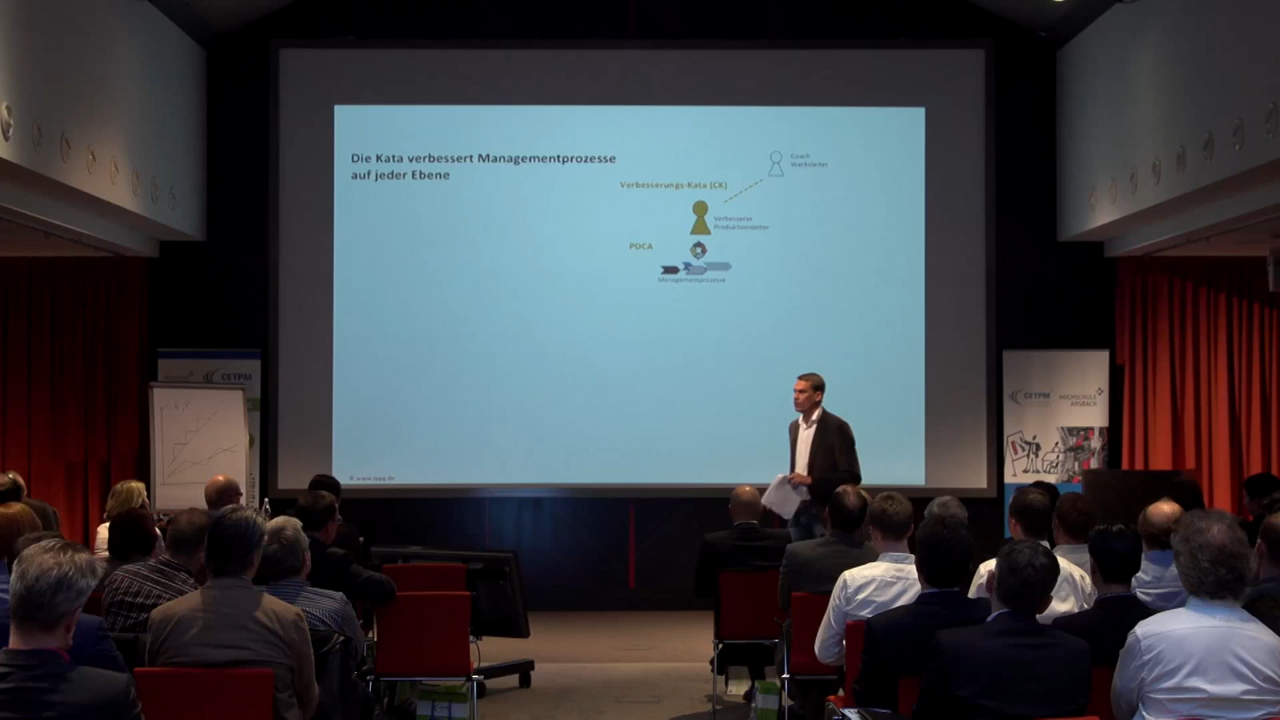 Die Kata verbessert Managementprozesse
auf jeder Ebene
Coach
Werksleiter
Verbesserungs-Kata (CK)
Verbesserer
Produktionsleiter
PDCA
Managementprozesse
CETPM
CETPM
HOCHSCHULE
ANSBACH